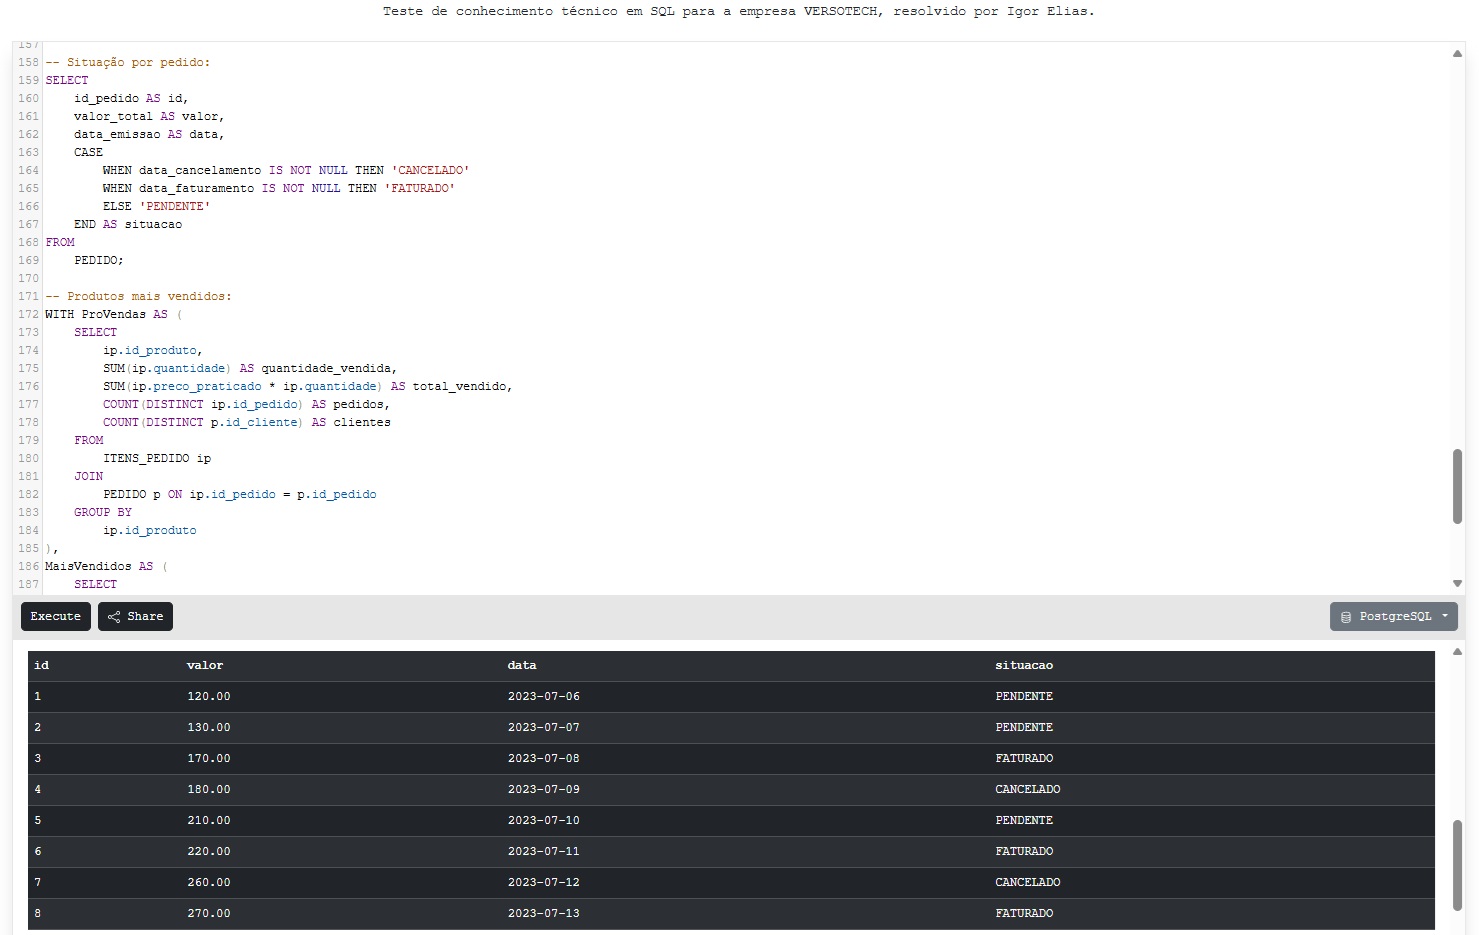 Teste de conhecimento técnico em SQL para a empresa VERSOTECH, resolvido por Igor Elias.
157
158 -- Situação por pedido:
159 SELECT
160     id_pedido AS id,
161     valor_total AS valor,
162     data_emissao AS data,
163     CASE
164         WHEN data_cancelamento IS NOT NULL THEN 'CANCELADO'
165         WHEN data_faturamento IS NOT NULL THEN 'FATURADO'
166         ELSE 'PENDENTE'
167     END AS situacao
168 FROM
169     PEDIDO;
170
171 -- Produtos mais vendidos:
172 WITH ProVendas AS (
173     SELECT
174         ip.id_produto,
175         SUM(ip.quantidade) AS quantidade_vendida,
176         SUM(ip.preco_praticado * ip.quantidade) AS total_vendido,
177         COUNT(DISTINCT ip.id_pedido) AS pedidos,
178         COUNT(DISTINCT p.id_cliente) AS clientes
179     FROM
180         ITENS_PEDIDO ip
181     JOIN
182         PEDIDO p ON ip.id_pedido = p.id_pedido
183     GROUP BY
184         ip.id_produto
185 ),
186 MaisVendidos AS (
187     SELECT
Execute Share PostgreSQL
id valor data situacao
1 120.00 2023-07-06 PENDENTE
2 130.00 2023-07-07 PENDENTE
3 170.00 2023-07-08 FATURADO
4 180.00 2023-07-09 CANCELADO
5 210.00 2023-07-10 PENDENTE
6 220.00 2023-07-11 FATURADO
7 260.00 2023-07-12 CANCELADO
8 270.00 2023-07-13 FATURADO